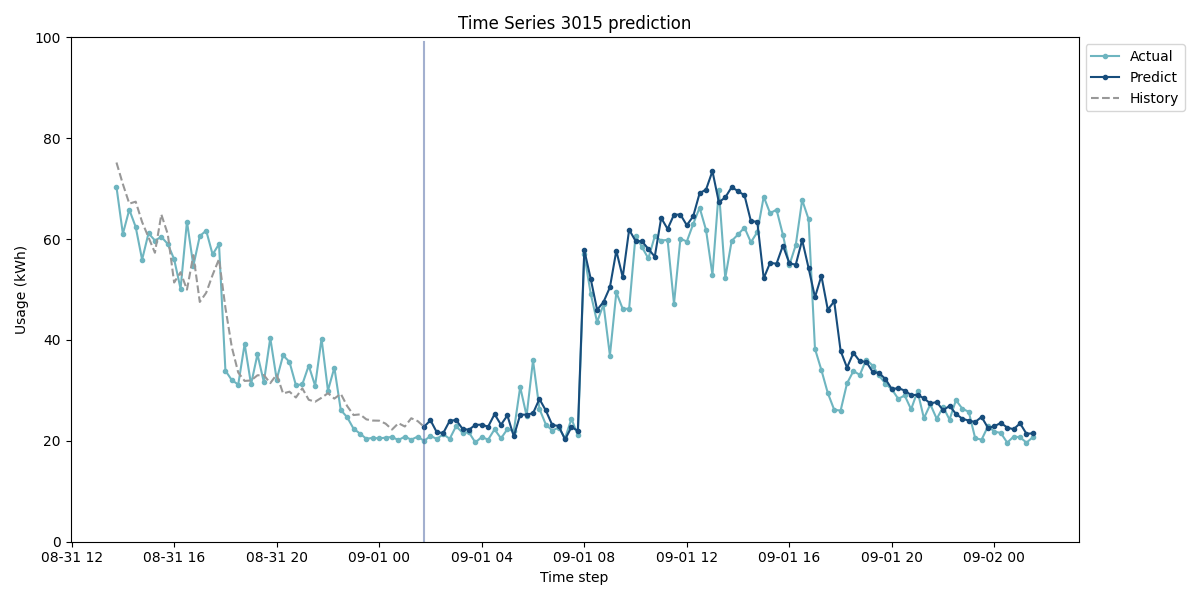 Time Series 3015 prediction
100
80
60
40
20
0
Usage (kWh)
08-31 12
08-31 16
08-31 20
09-01 00
09-01 04
09-01 08
09-01 12
09-01 16
09-01 20
09-02 00
Time step
Actual
Predict
History